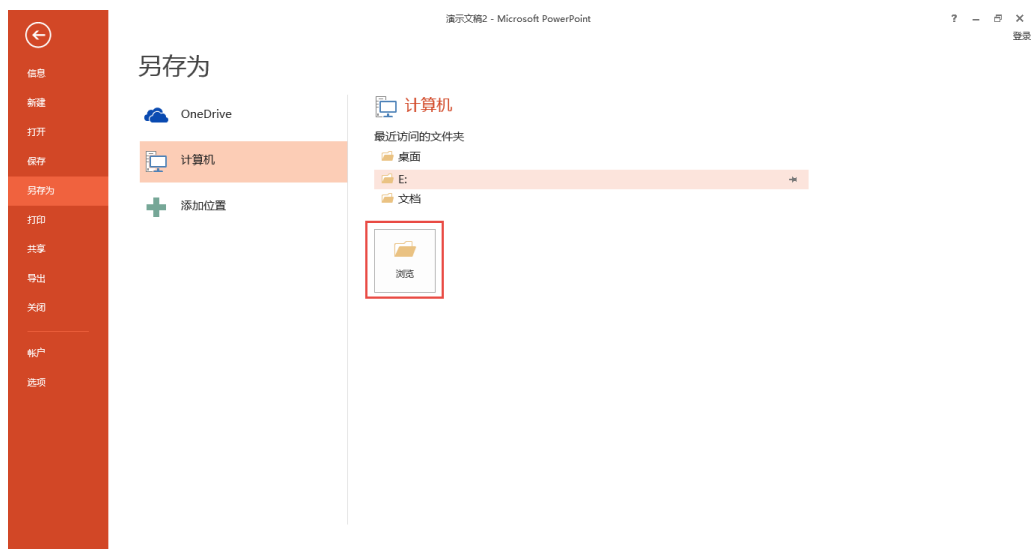 演示文稿2 - Microsoft PowerPoint
?
登录
信息
新建
打开
保存
另存为
打印
共享
导出
关闭
帐户
选项
另存为
OneDrive
计算机
添加位置
计算机
最近访问的文件夹
桌面
E:
文档
浏览